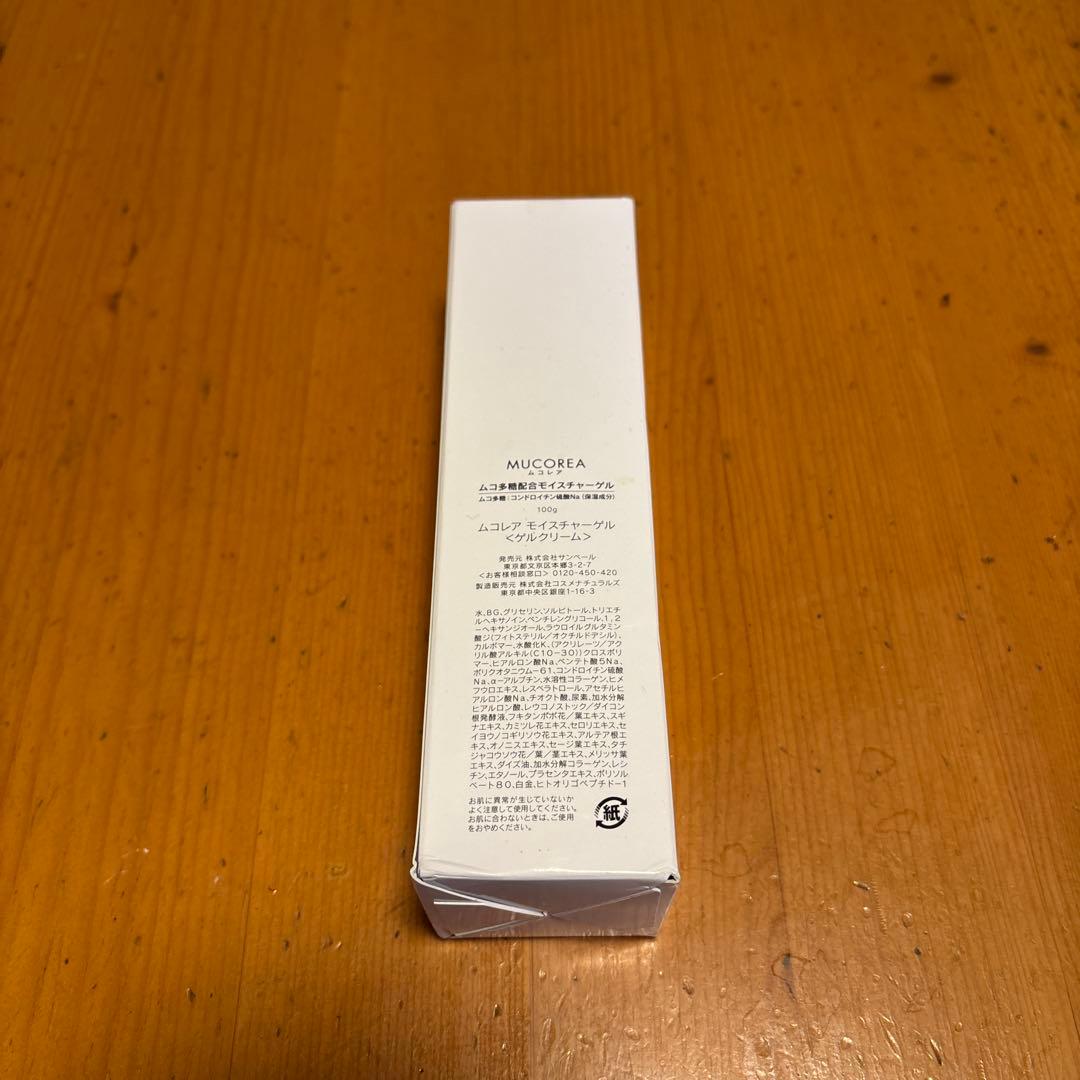 MUCOREA
ムコレア
ムコ多糖配合モイスチャーゲル
ムコ多糖:コンドロイチン硫酸Na(保湿成分)
100g
ムコレア モイスチャーゲル
<ゲルクリーム>
発売元 株式会社サンベール
東京都文京区本郷3-2-7
<お客様相談窓口> 0120-450-420
製造販売元 株式会社コスメナチュラルズ
東京都中央区銀座1-16-3
水、BG、グリセリン、ソルビトール、トリエチ
ルヘキサノイン、ペンチレングリコール、1,2
-ヘキサンジオール、ラウロイルグルタミン
酸ジ(フィトステリル/オクチルドデシル)、
カルボマー、水酸化K、(アクリレーツ/アク
リル酸アルキル(C10-30))クロスポリ
マー、ヒアルロン酸Na、ペンテト酸5Na、
ポリクオタニウム-61、コンドロイチン硫酸
Na、α-アルブチン、水溶性コラーゲン、ヒメ
フウロエキス、レスベラトロール、アセチルヒ
アルロン酸Na、チオクト酸、尿素、加水分解
ヒアルロン酸、レウコノストック/ダイコン
根発酵液、フキタンポポ花/葉エキス、スギ
ナエキス、カミツレ花エキス、セロリエキス、セ
イヨウノコギリソウ花エキス、アルテア根エ
キス、オノニスエキス、セージ葉エキス、タチ
ジャコウソウ花/葉/茎エキス、メリッサ葉
エキス、ダイズ油、加水分解コラーゲン、レシ
チン、エタノール、プラセンタエキス、ポリソル
ベート80、白金、ヒトオリゴペプチド-1
お肌に異常が生じていないか
よく注意して使用してください。
お肌に合わないときは、ご使用
をおやめください。
紙